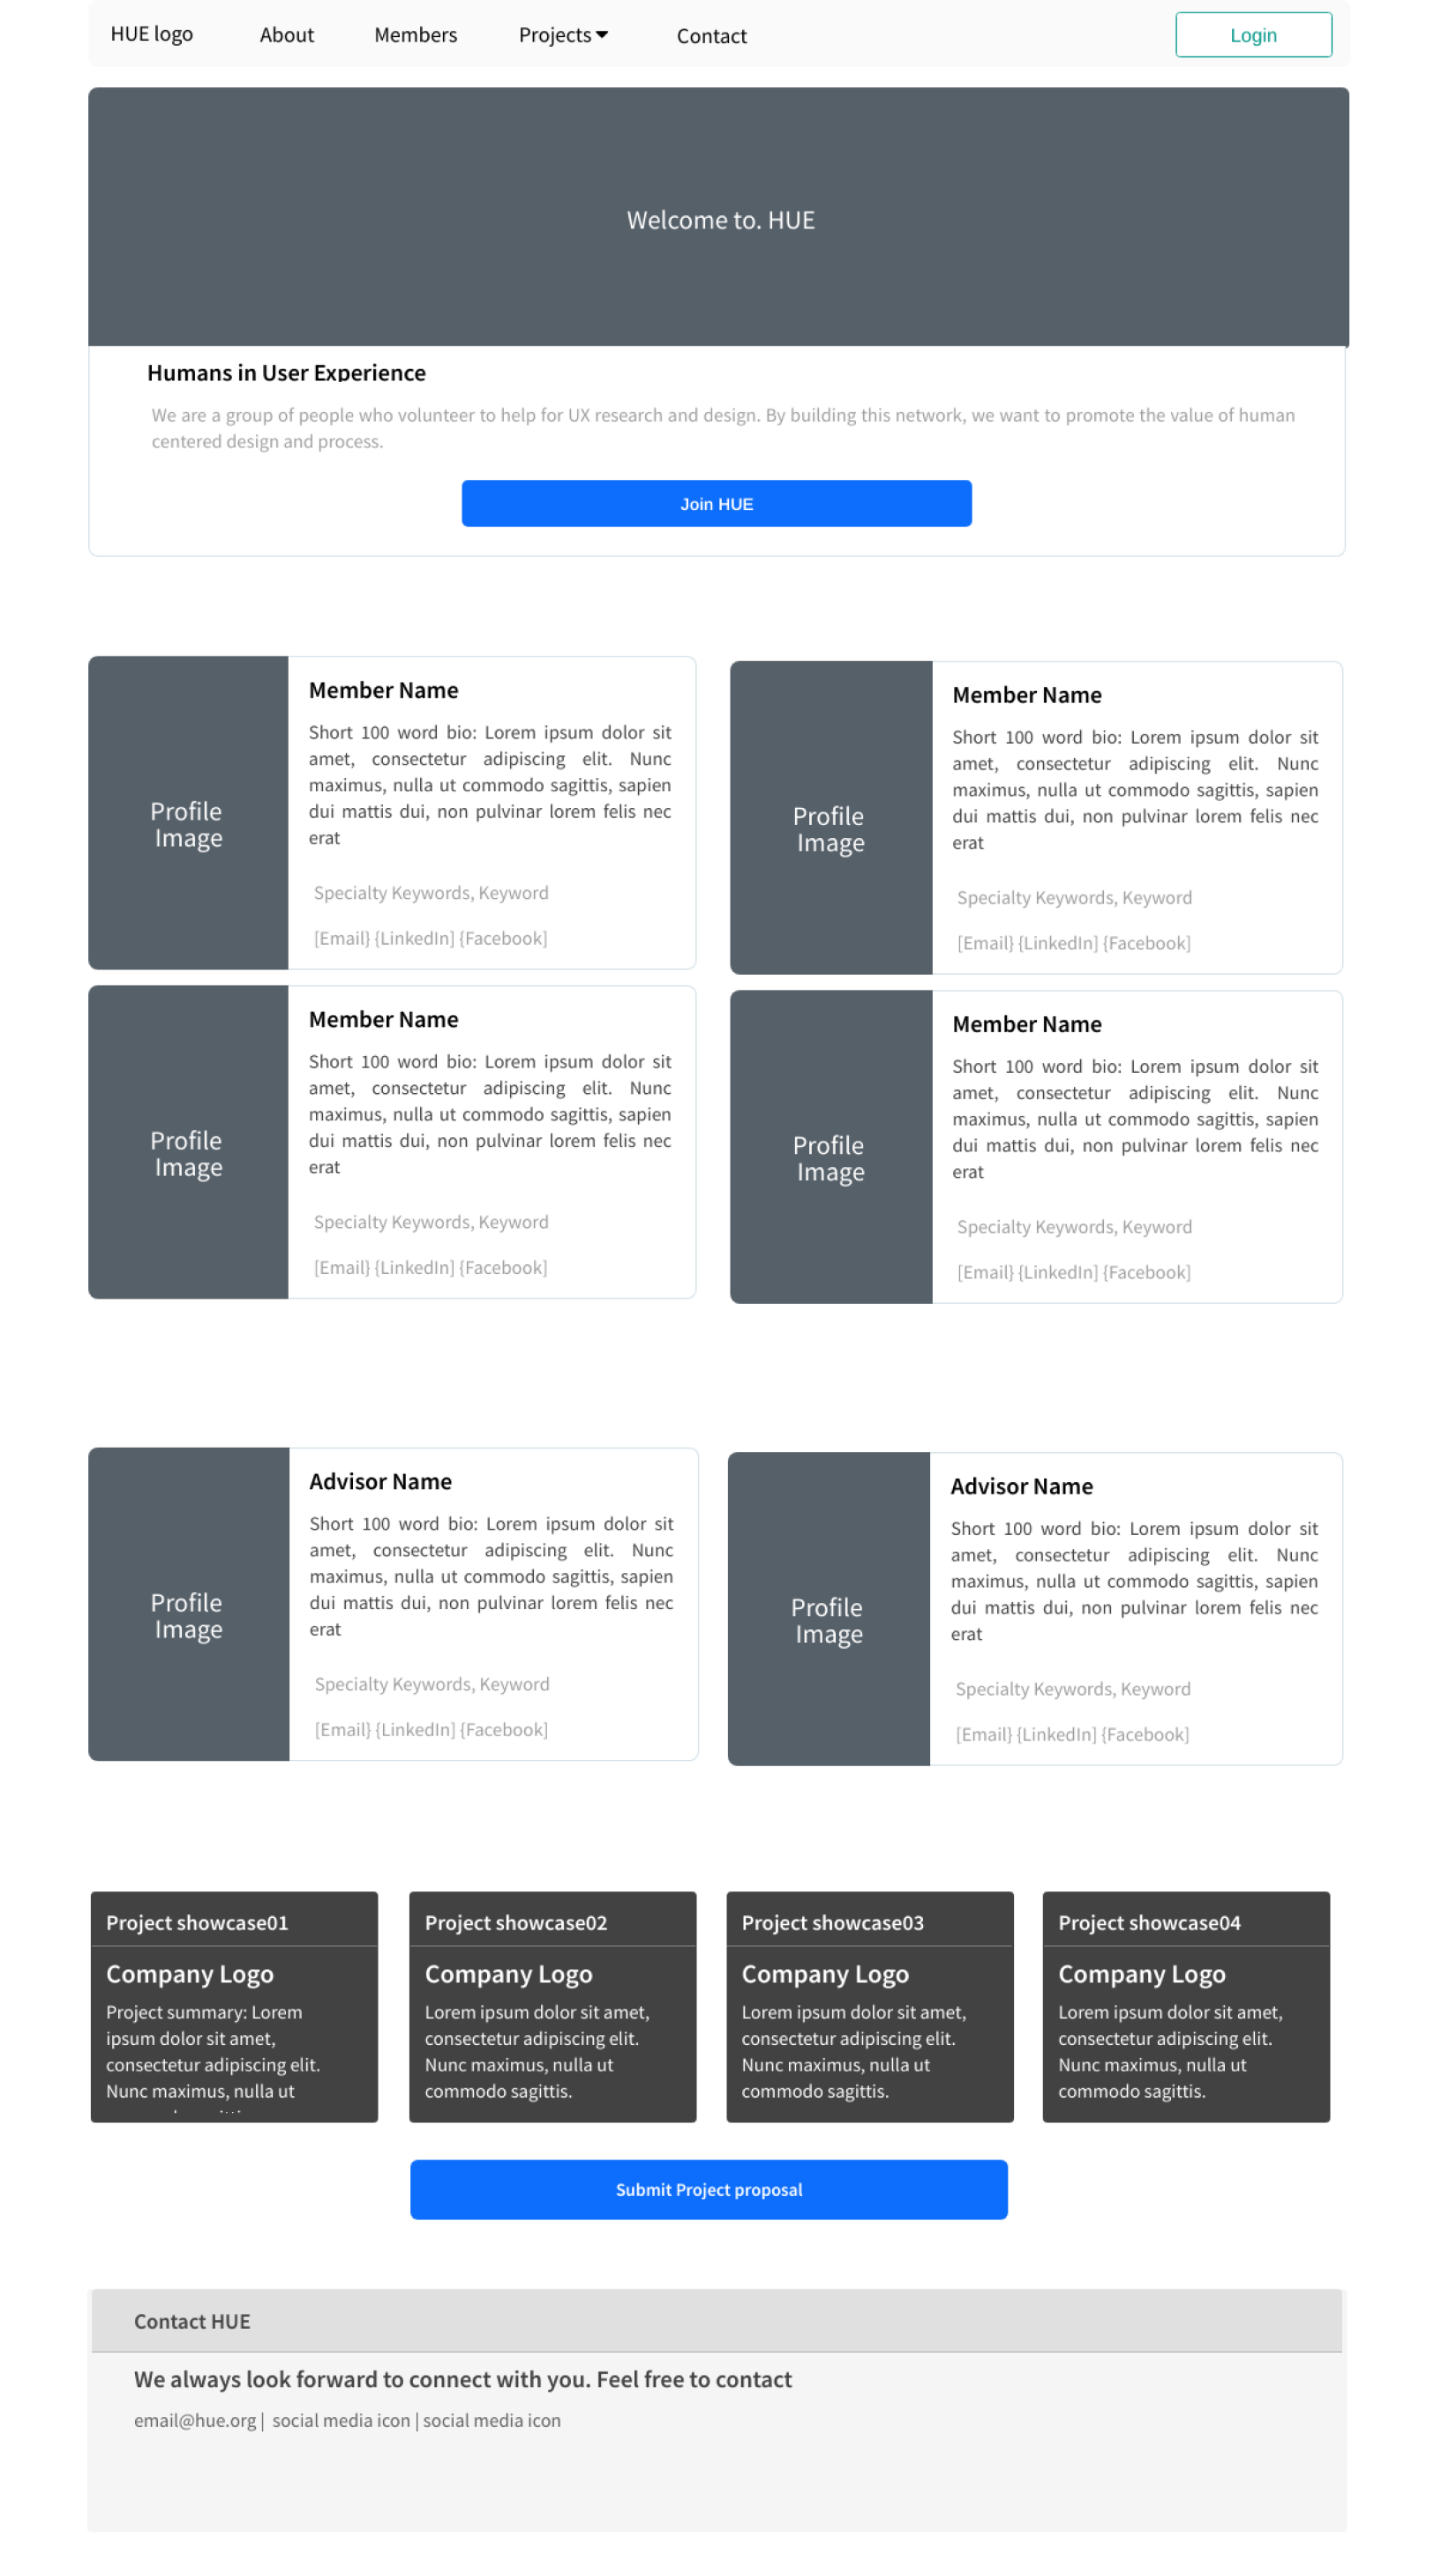 HUE logo
About
Members
Projects
Contact
Login
Welcome to. HUE
Humans in User Experience
We are a group of people who volunteer to help for UX research and design. By building this network, we want to promote the value of human
centered design and process.
Join HUE
Member Name
Short 100 word bio: Lorem ipsum dolor sit
amet, consectetur adipiscing elit. Nunc
maximus, nulla ut commodo sagittis, sapien
dui mattis dui, non pulvinar lorem felis nec
erat
Profile
Image
Specialty Keywords, Keyword
[Email} {LinkedIn] {Facebook]
Member Name
Short 100 word bio: Lorem ipsum dolor sit
amet, consectetur adipiscing elit. Nunc
maximus, nulla ut commodo sagittis, sapien
dui mattis dui, non pulvinar lorem felis nec
erat
Profile
Image
Specialty Keywords, Keyword
[Email} {LinkedIn] {Facebook]
Member Name
Short 100 word bio: Lorem ipsum dolor sit
amet, consectetur adipiscing elit. Nunc
maximus, nulla ut commodo sagittis, sapien
dui mattis dui, non pulvinar lorem felis nec
erat
Profile
Image
Specialty Keywords, Keyword
[Email} {LinkedIn] {Facebook]
Member Name
Short 100 word bio: Lorem ipsum dolor sit
amet, consectetur adipiscing elit. Nunc
maximus, nulla ut commodo sagittis, sapien
dui mattis dui, non pulvinar lorem felis nec
erat
Profile
Image
Specialty Keywords, Keyword
[Email} {LinkedIn] {Facebook]
Advisor Name
Short 100 word bio: Lorem ipsum dolor sit
amet, consectetur adipiscing elit. Nunc
maximus, nulla ut commodo sagittis, sapien
dui mattis dui, non pulvinar lorem felis nec
erat
Profile
Image
Specialty Keywords, Keyword
[Email} {LinkedIn] {Facebook]
Advisor Name
Short 100 word bio: Lorem ipsum dolor sit
amet, consectetur adipiscing elit. Nunc
maximus, nulla ut commodo sagittis, sapien
dui mattis dui, non pulvinar lorem felis nec
erat
Profile
Image
Specialty Keywords, Keyword
[Email} {LinkedIn] {Facebook]
Project showcase01
Company Logo
Project summary: Lorem
ipsum dolor sit amet,
consectetur adipiscing elit.
Nunc maximus, nulla ut
Project showcase02
Company Logo
Lorem ipsum dolor sit amet,
consectetur adipiscing elit.
Nunc maximus, nulla ut
commodo sagittis.
Project showcase03
Company Logo
Lorem ipsum dolor sit amet,
consectetur adipiscing elit.
Nunc maximus, nulla ut
commodo sagittis.
Project showcase04
Company Logo
Lorem ipsum dolor sit amet,
consectetur adipiscing elit.
Nunc maximus, nulla ut
commodo sagittis.
Submit Project proposal
Contact HUE
We always look forward to connect with you. Feel free to contact
email@hue.org | social media icon | social media icon